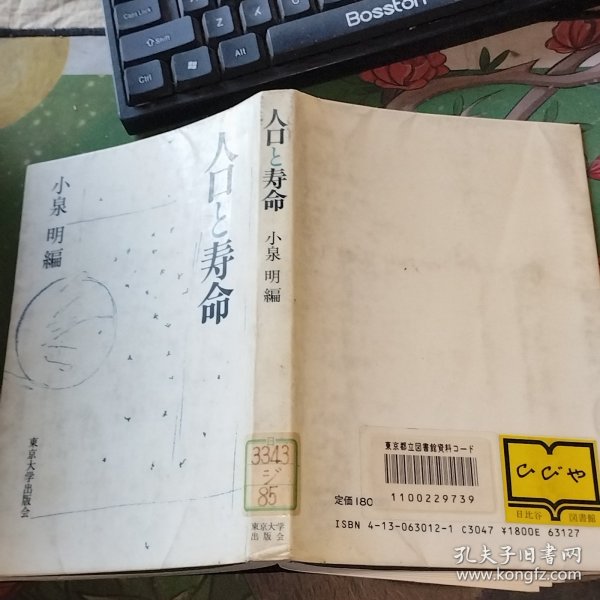 Caps Lock
Shift
Ctrl
Alt
Bosston
人口と寿命
小泉 明編
東京大学出版会
人口と寿命
小泉 明編
3343
ジ
85
東京大学
出版会
東京都立図書館資料コード
1100229739
定価180
ISBN 4-13-063012-1 C3047 ¥1800E 63127
ひびや
日比谷 図書館
孔夫子旧书网
www.kongfz.com